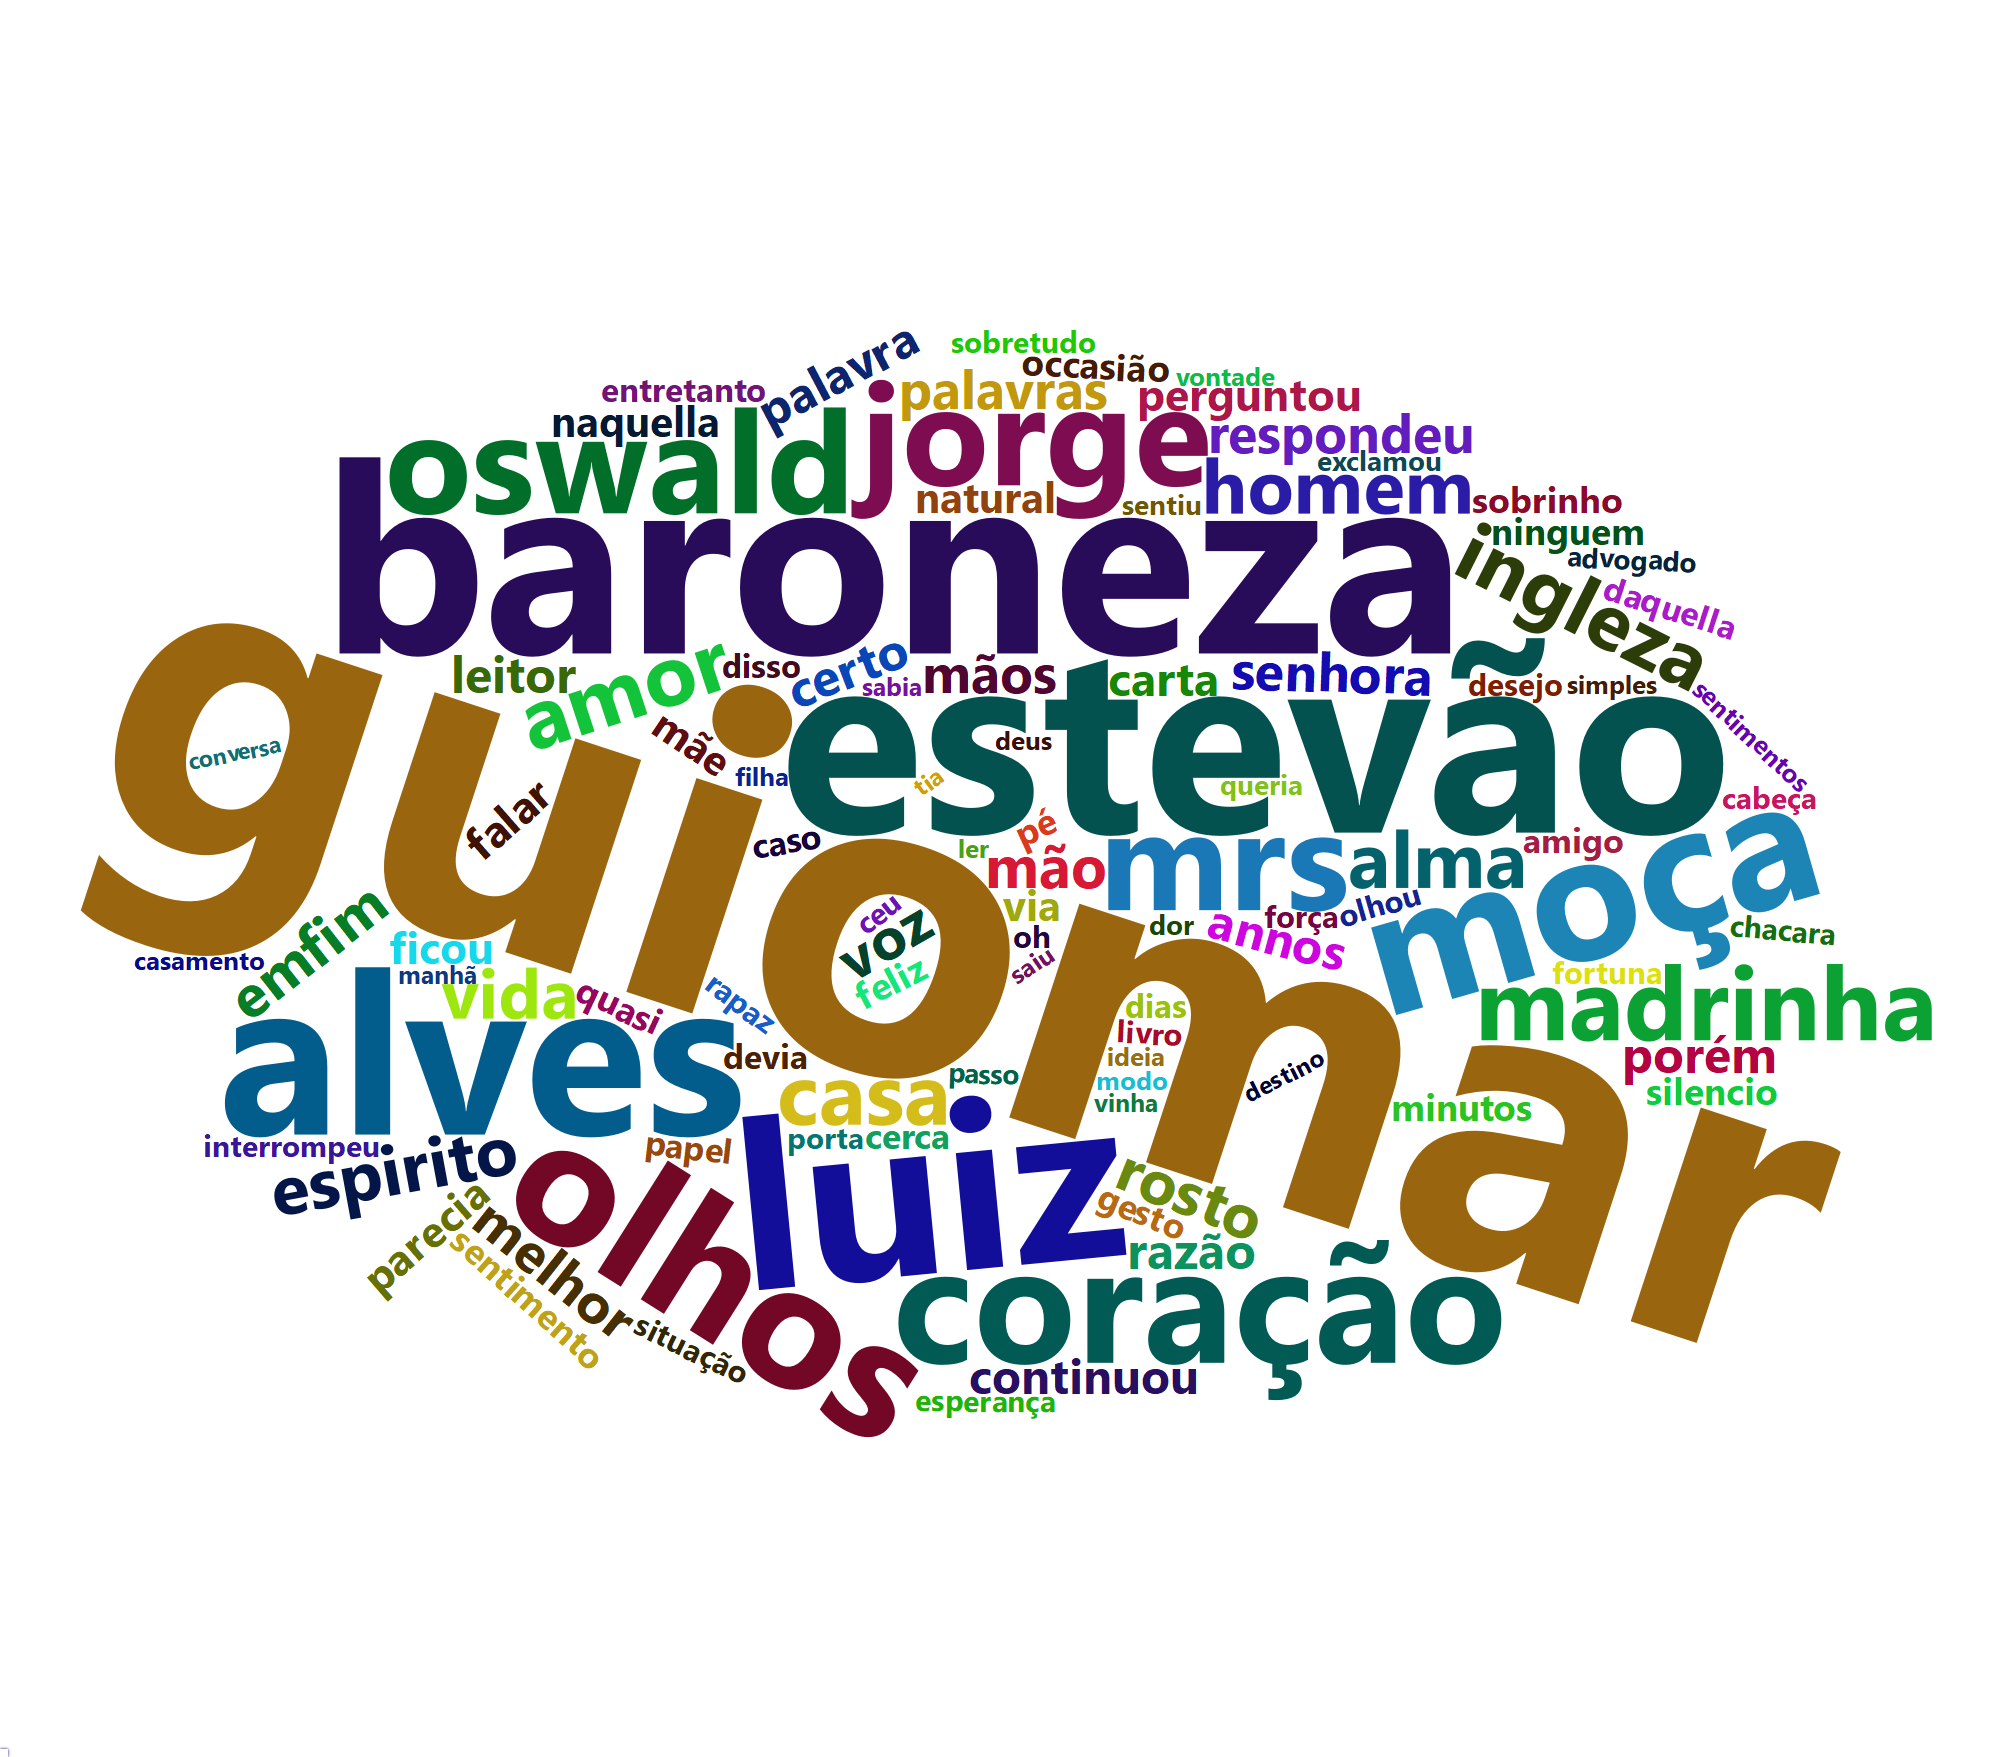 sobretudo
palavra
occasião
vontade
entretanto
palavras
perguntou
naquella
oswald
jorge
respondeu
exclamou
homem
natural
sentiu
sobrinho
baroneza
ninguem
advogado
ingleza
daquella
leitor
amor
disso
certo
sabia
mãos
carta
senhora
desejo
simples
sentimentos
guiomar
conversa
mãe
filha
deus
tia
estevão
queria
cabeça
falar
caso
ler
pé
mão
mrs
alma
amigo
moça
via
dor
annos
força
olhou
chacara
emfim
casamento
ficou
manhã
vida
quasi
rapaz
ceu
voz
feliz
oh
saiu
fortuna
madrinha
alves
devia
dias
livro
ideia
modo
vinha
destino
porém
silencio
minutos
casa
passo
porta
cerca
interrompeu
espirito
papel
olhos
luiz
rosto
gesto
razão
parecia
melhor
sentimento
situação
coração
continuou
esperança